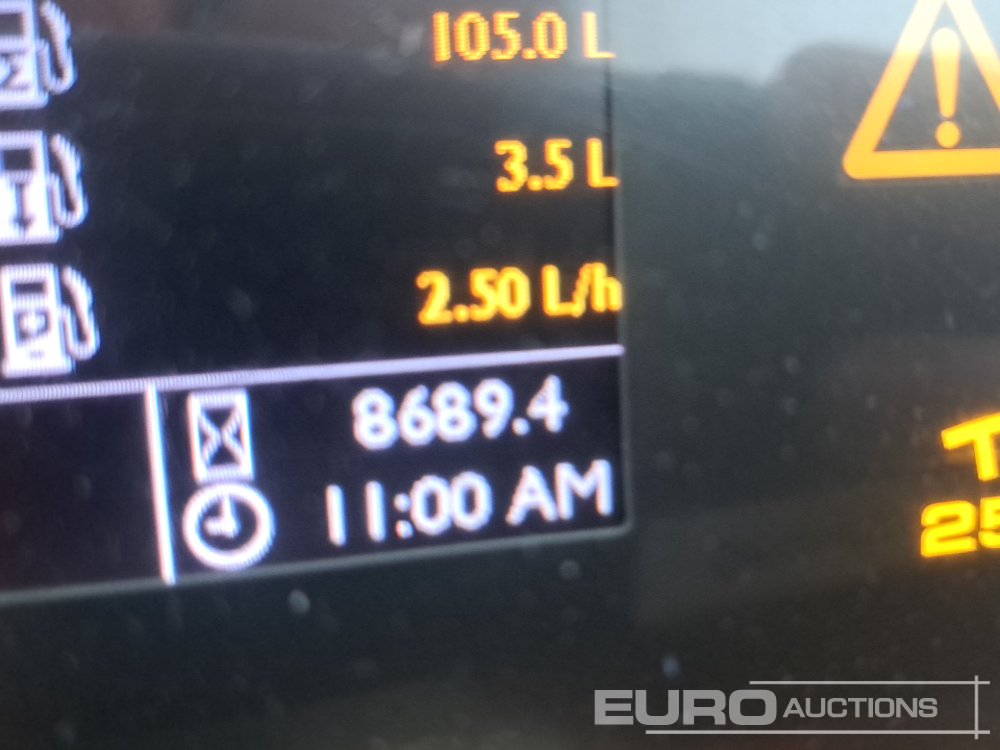 105.0 L
3.5 L
2.50 L/h
8689.4
11:00 AM
EURO AUCTIONS